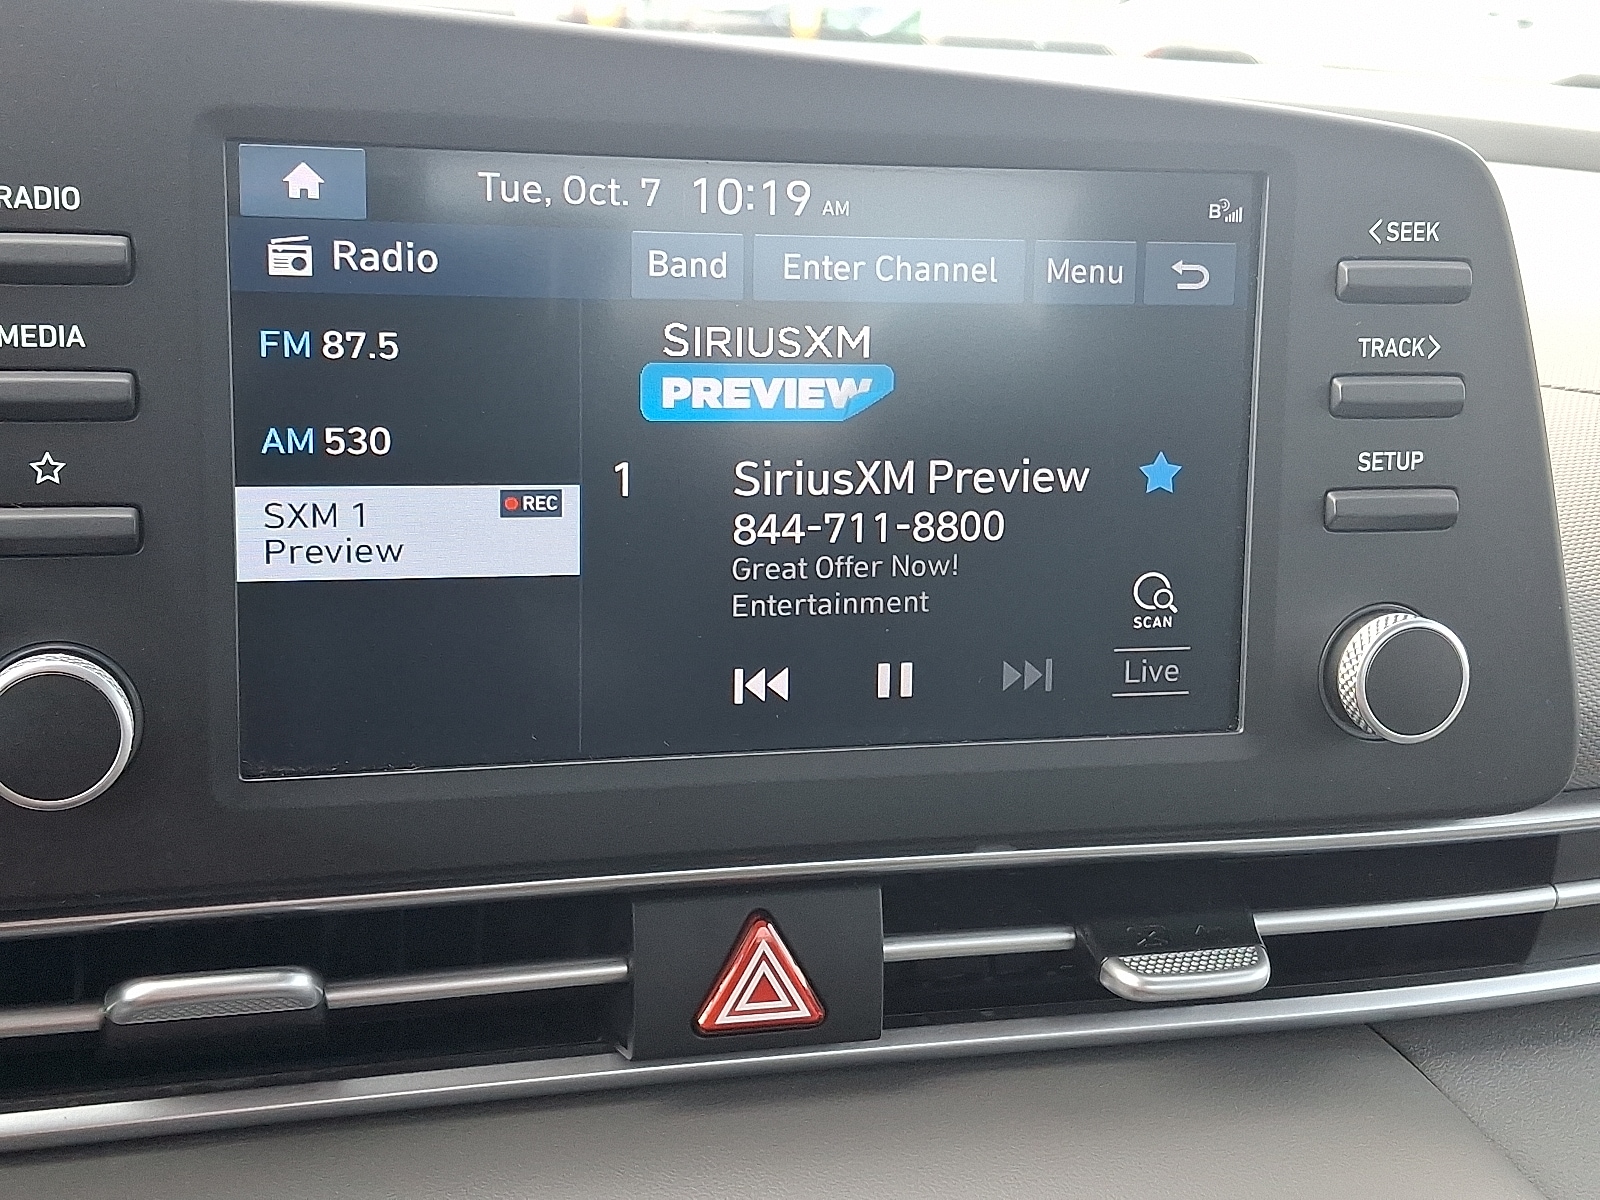 RADIO
MEDIA
Tue, Oct. 7 10:19 AM
B
Radio
Band
Enter Channel
Menu
FM 87.5
AM 530
SXM 1
REC
Preview
SIRIUSXM
PREVIEW
1
SiriusXM Preview
844-711-8800
Great Offer Now!
Entertainment
SCAN
Live
<SEEK
TRACK>
SETUP